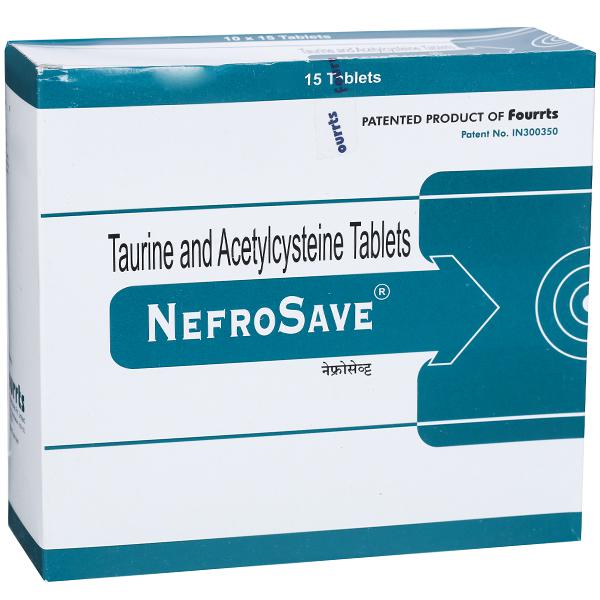 10 x 15 Tablets
Taurine and Acetylcysteine Tablets
15 Tablets
ourrts
PATENTED PRODUCT OF Fourrts
Patent No. IN300350
Taurine and Acetylcysteine Tablets
NEFROSAVE®
नेफ्रोसेव्ह
Fourrts